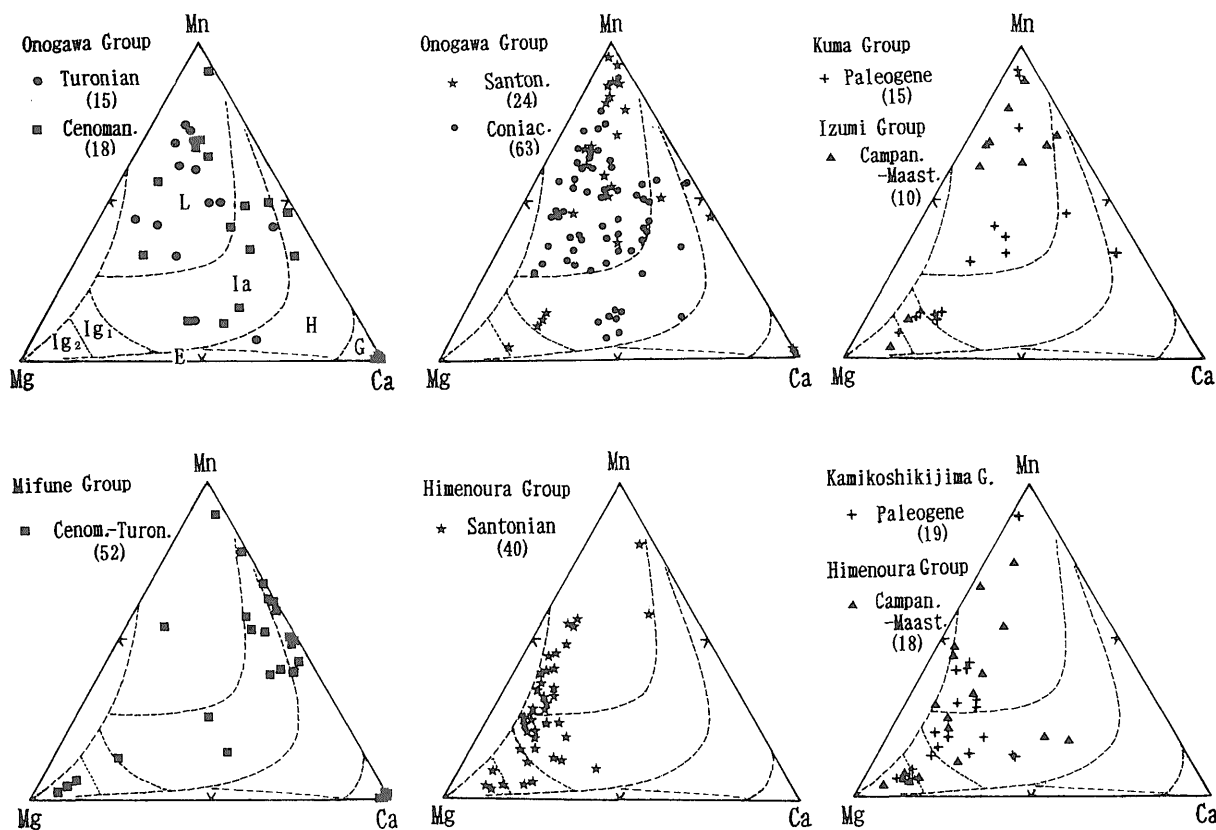 Mn
Onogawa Group
Turonian
(15)
Cenoman.
(18)
L
Ia
H
Ig₁
Ig₂
E
G
Mg
Ca
Mn
Onogawa Group
Santon.
(24)
Coniac.
(63)
Mg
Ca
Mn
Kuma Group
Paleogene
(15)
Izumi Group
Campan.
-Maast.
(10)
Mg
Ca
Mn
Mifune Group
Cenom.-Turon.
(52)
Mg
Ca
Mn
Himenoura Group
Santonian
(40)
Mg
Ca
Mn
Kamikoshikijima G.
Paleogene
(19)
Himenoura Group
Campan.
-Maast.
(18)
Mg
Ca